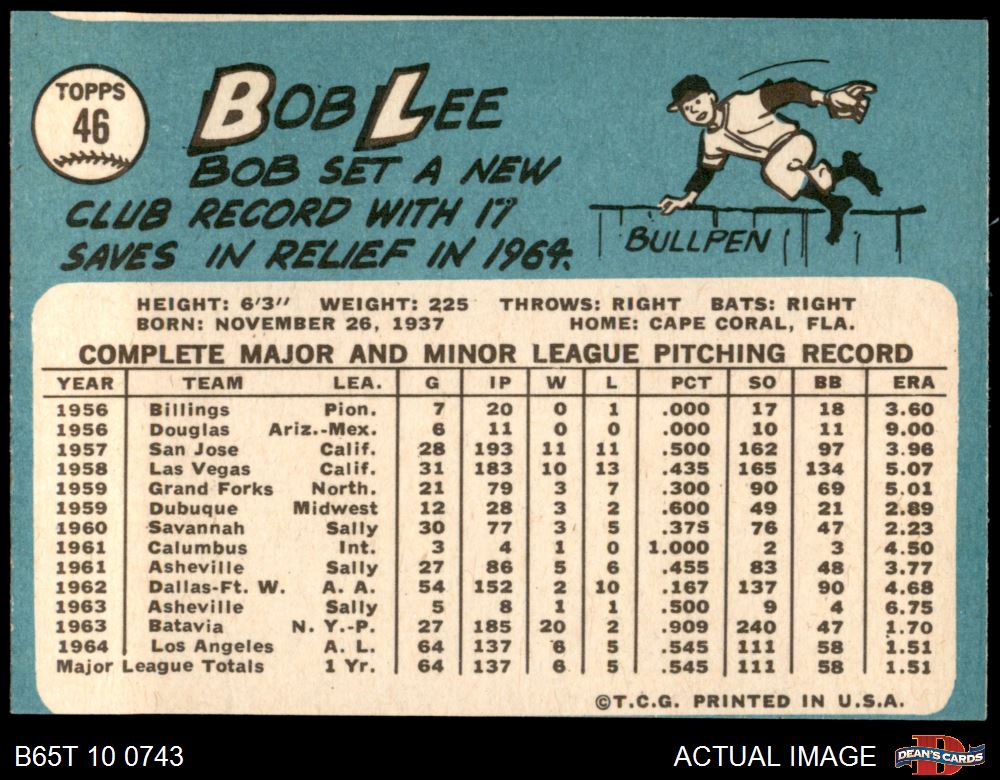 TOPPS
46
BOB LEE
BOB SET A NEW
CLUB RECORD WITH 17
SAVES IN RELIEF IN 1964.
BULLPEN
HEIGHT: 6'3" WEIGHT: 225 THROWS: RIGHT BATS: RIGHT
BORN: NOVEMBER 26, 1937 HOME: CAPE CORAL, FLA.
COMPLETE MAJOR AND MINOR LEAGUE PITCHING RECORD
YEAR TEAM LEA. G IP W L PCT SO BB ERA
1956 Billings Pion. 7 20 0 1 .000 17 18 3.60
1956 Douglas Ariz.-Mex. 6 11 0 0 .000 10 11 9.00
1957 San Jose Calif. 28 193 11 11 .500 162 97 3.96
1958 Las Vegas Calif. 31 183 10 13 .435 165 134 5.07
1959 Grand Forks North. 21 79 3 7 .300 90 69 5.01
1959 Dubuque Midwest 12 28 3 2 .600 49 21 2.89
1960 Savannah Sally 30 77 3 5 .375 76 47 2.23
1961 Calumbus Int. 3 4 1 0 1.000 2 3 4.50
1961 Asheville Sally 27 86 5 6 .455 83 48 3.77
1962 Dallas-Ft. W. A. A. 54 152 2 10 .167 137 90 4.68
1963 Asheville Sally 5 8 1 1 .500 9 4 6.75
1963 Batavia N. Y.-P. 27 185 20 2 .909 240 47 1.70
1964 Los Angeles A. L. 64 137 6 5 .545 111 58 1.51
Major League Totals 1 Yr. 64 137 6 5 .545 111 58 1.51
©T.C.G. PRINTED IN U.S.A.
B65T 10 0743 ACTUAL IMAGE DEAN'S CARDS